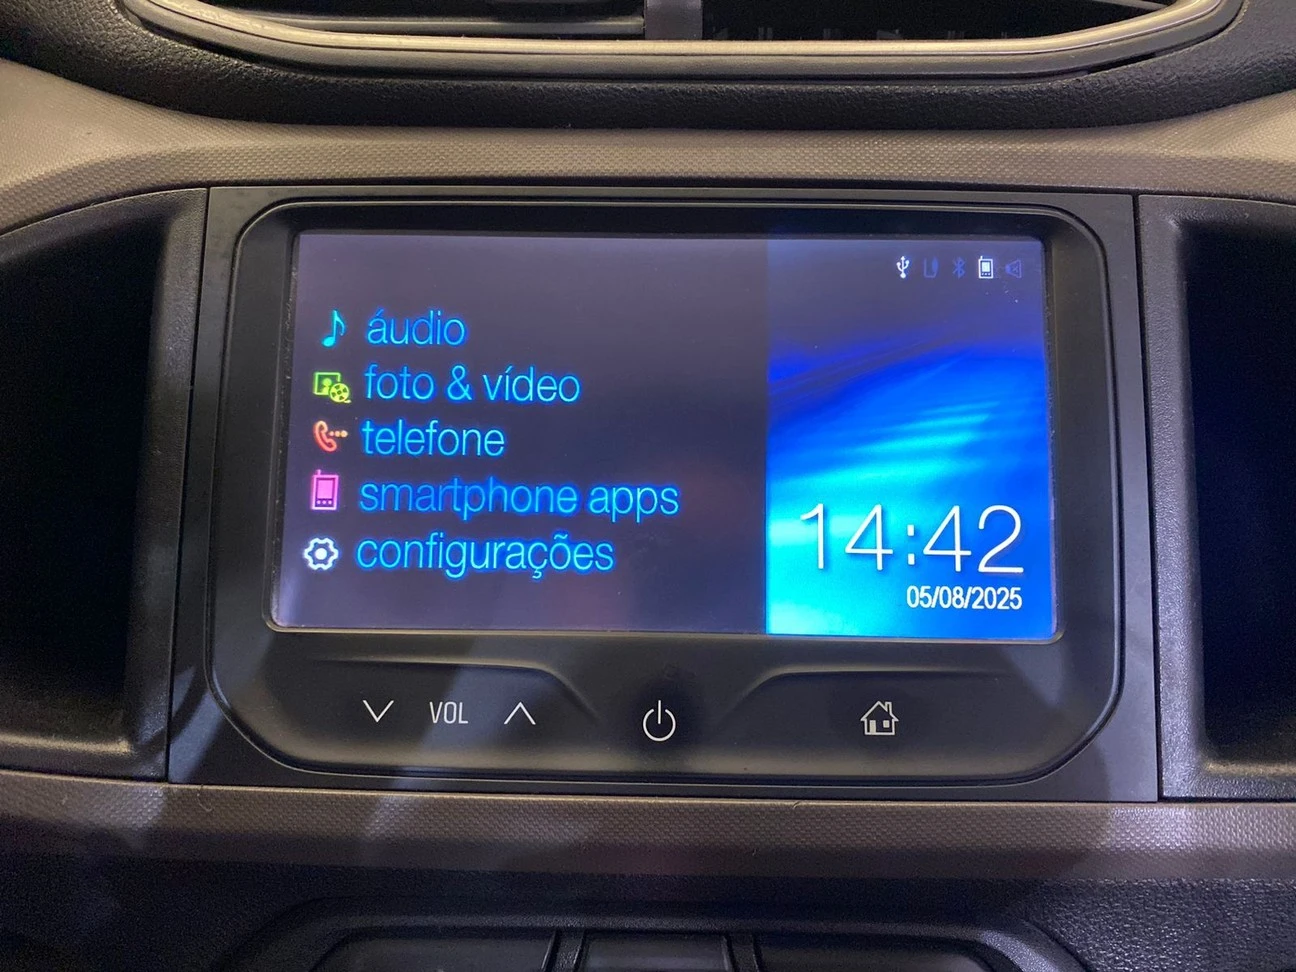 áudio
foto & vídeo
telefone
smartphone apps
configurações
14:42
05/08/2025
VOL